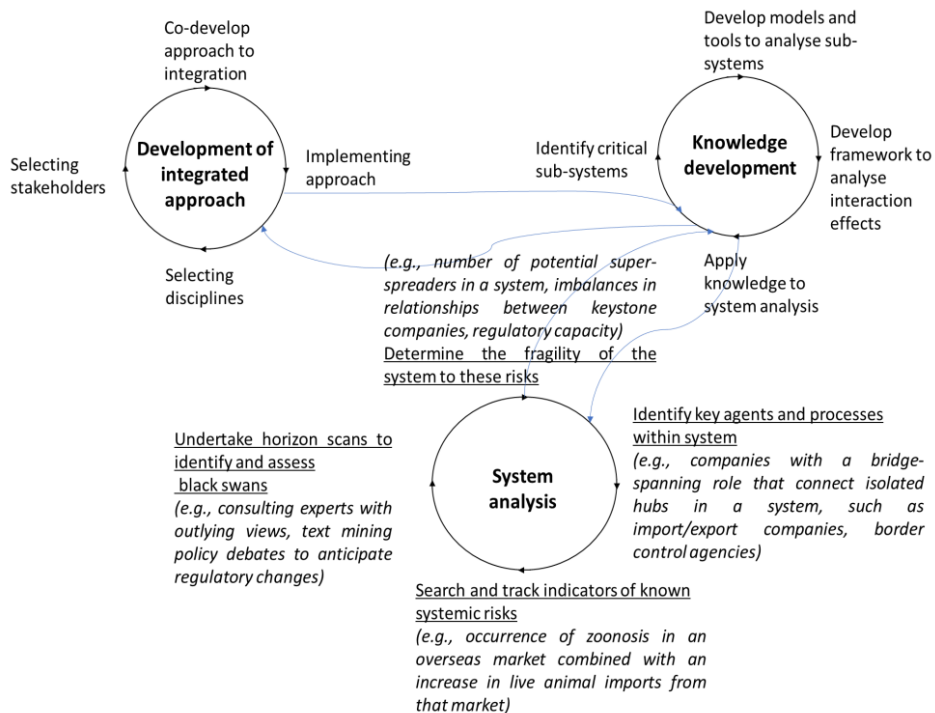 Co-develop
approach to
integration
Development of
integrated
approach
Selecting
stakeholders
Implementing
approach
Selecting
disciplines
Develop models and
tools to analyse sub-
systems
Knowledge
development
Identify critical
sub-systems
Develop
framework to
analyse
interaction
effects
Apply
knowledge to
system analysis
(e.g., number of potential super-
spreaders in a system, imbalances in
relationships between keystone
companies, regulatory capacity)
Determine the fragility of the
system to these risks
System
analysis
Identify key agents and processes
within system
(e.g., companies with a bridge-
spanning role that connect isolated
hubs in a system, such as
import/export companies, border
control agencies)
Undertake horizon scans to
identify and assess
black swans
(e.g., consulting experts with
outlying views, text mining
policy debates to anticipate
regulatory changes)
Search and track indicators of known
systemic risks
(e.g., occurrence of zoonosis in an
overseas market combined with an
increase in live animal imports from
that market)